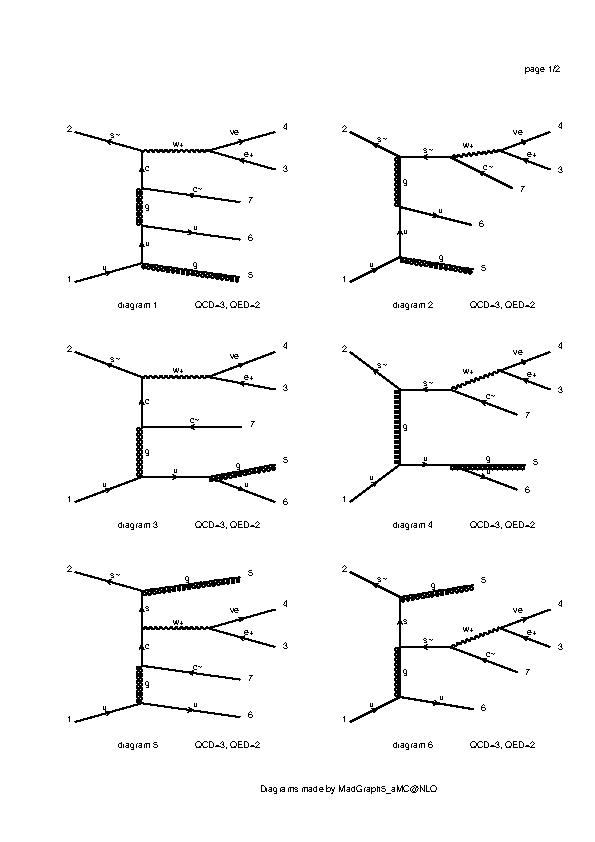 page 1/2
2 s~ w+ ve 4
e+ 3
c
c~ 7
g
u 6
u
g 5
1 u
diagram 1 QCD=3, QED=2
2 s~ s~ w+ ve 4
e+ 3
c~ 7
g
u 6
u
g 5
1 u
diagram 2 QCD=3, QED=2
2 s~ w+ ve 4
e+ 3
c
c~ 7
g
u g 5
1 u u 6
diagram 3 QCD=3, QED=2
2 s~ s~ w+ ve 4
e+ 3
c~ 7
g
u g 5
1 u u 6
diagram 4 QCD=3, QED=2
2 s~ g 5
s
w+ ve 4
e+ 3
c
c~ 7
g
u 6
1 u
diagram 5 QCD=3, QED=2
2 s~ g 5
s
s~ w+ ve 4
e+ 3
c~ 7
g
u 6
1 u
diagram 6 QCD=3, QED=2
Diagrams made by MadGraph5_aMC@NLO